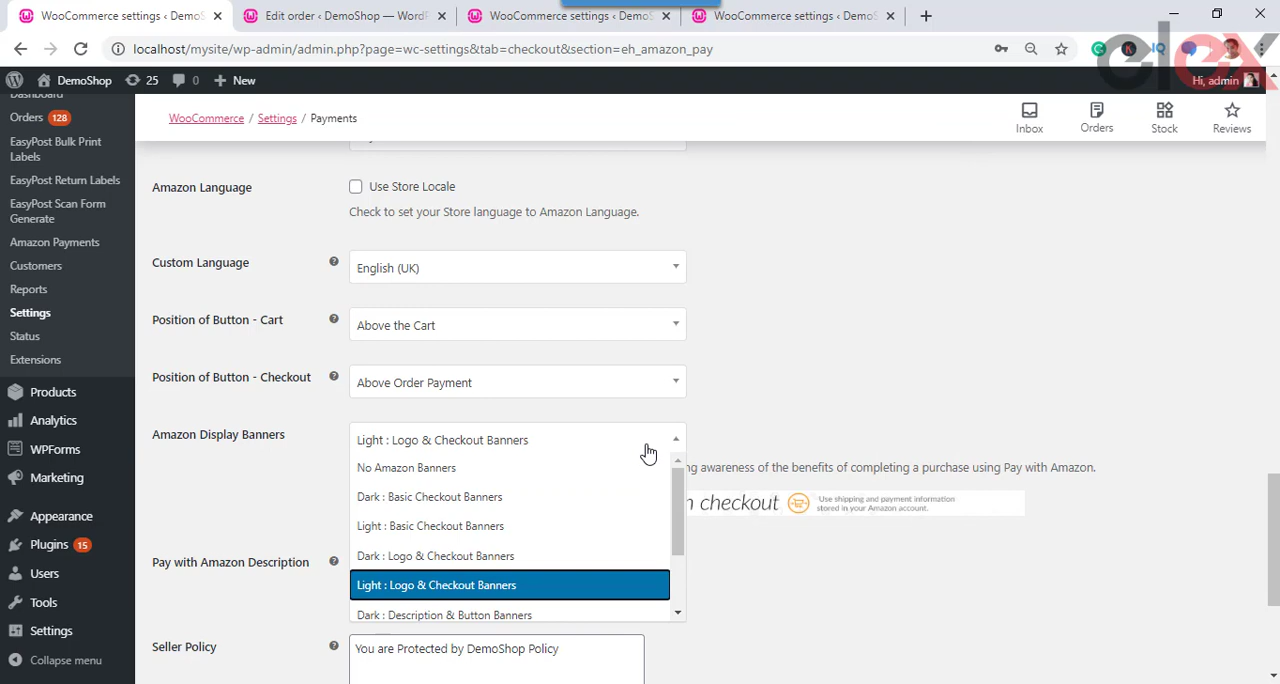 WooCommerce settings ‹ DemoS
Edit order ‹ DemoShop — WordP
WooCommerce settings ‹ DemoS
WooCommerce settings ‹ DemoS
localhost/mysite/wp-admin/admin.php?page=wc-settings&tab=checkout&section=eh_amazon_pay
elex
DemoShop
25
0
New
Hi, admin
Dashboard
Orders 128
EasyPost Bulk Print
Labels
EasyPost Return Labels
EasyPost Scan Form
Generate
Amazon Payments
Customers
Reports
Settings
Status
Extensions
Products
Analytics
WPForms
Marketing
Appearance
Plugins 15
Users
Tools
Settings
Collapse menu
WooCommerce / Settings / Payments
Inbox
Orders
Stock
Reviews
Amazon Language
Use Store Locale
Check to set your Store language to Amazon Language.
Custom Language
English (UK)
Position of Button - Cart
Above the Cart
Position of Button - Checkout
Above Order Payment
Amazon Display Banners
Light : Logo & Checkout Banners
No Amazon Banners
Dark : Basic Checkout Banners
Light : Basic Checkout Banners
Dark : Logo & Checkout Banners
Light : Logo & Checkout Banners
Dark : Description & Button Banners
ng awareness of the benefits of completing a purchase using Pay with Amazon.
n checkout
Use shipping and payment information
stored in your Amazon account.
Pay with Amazon Description
Seller Policy
You are Protected by DemoShop Policy